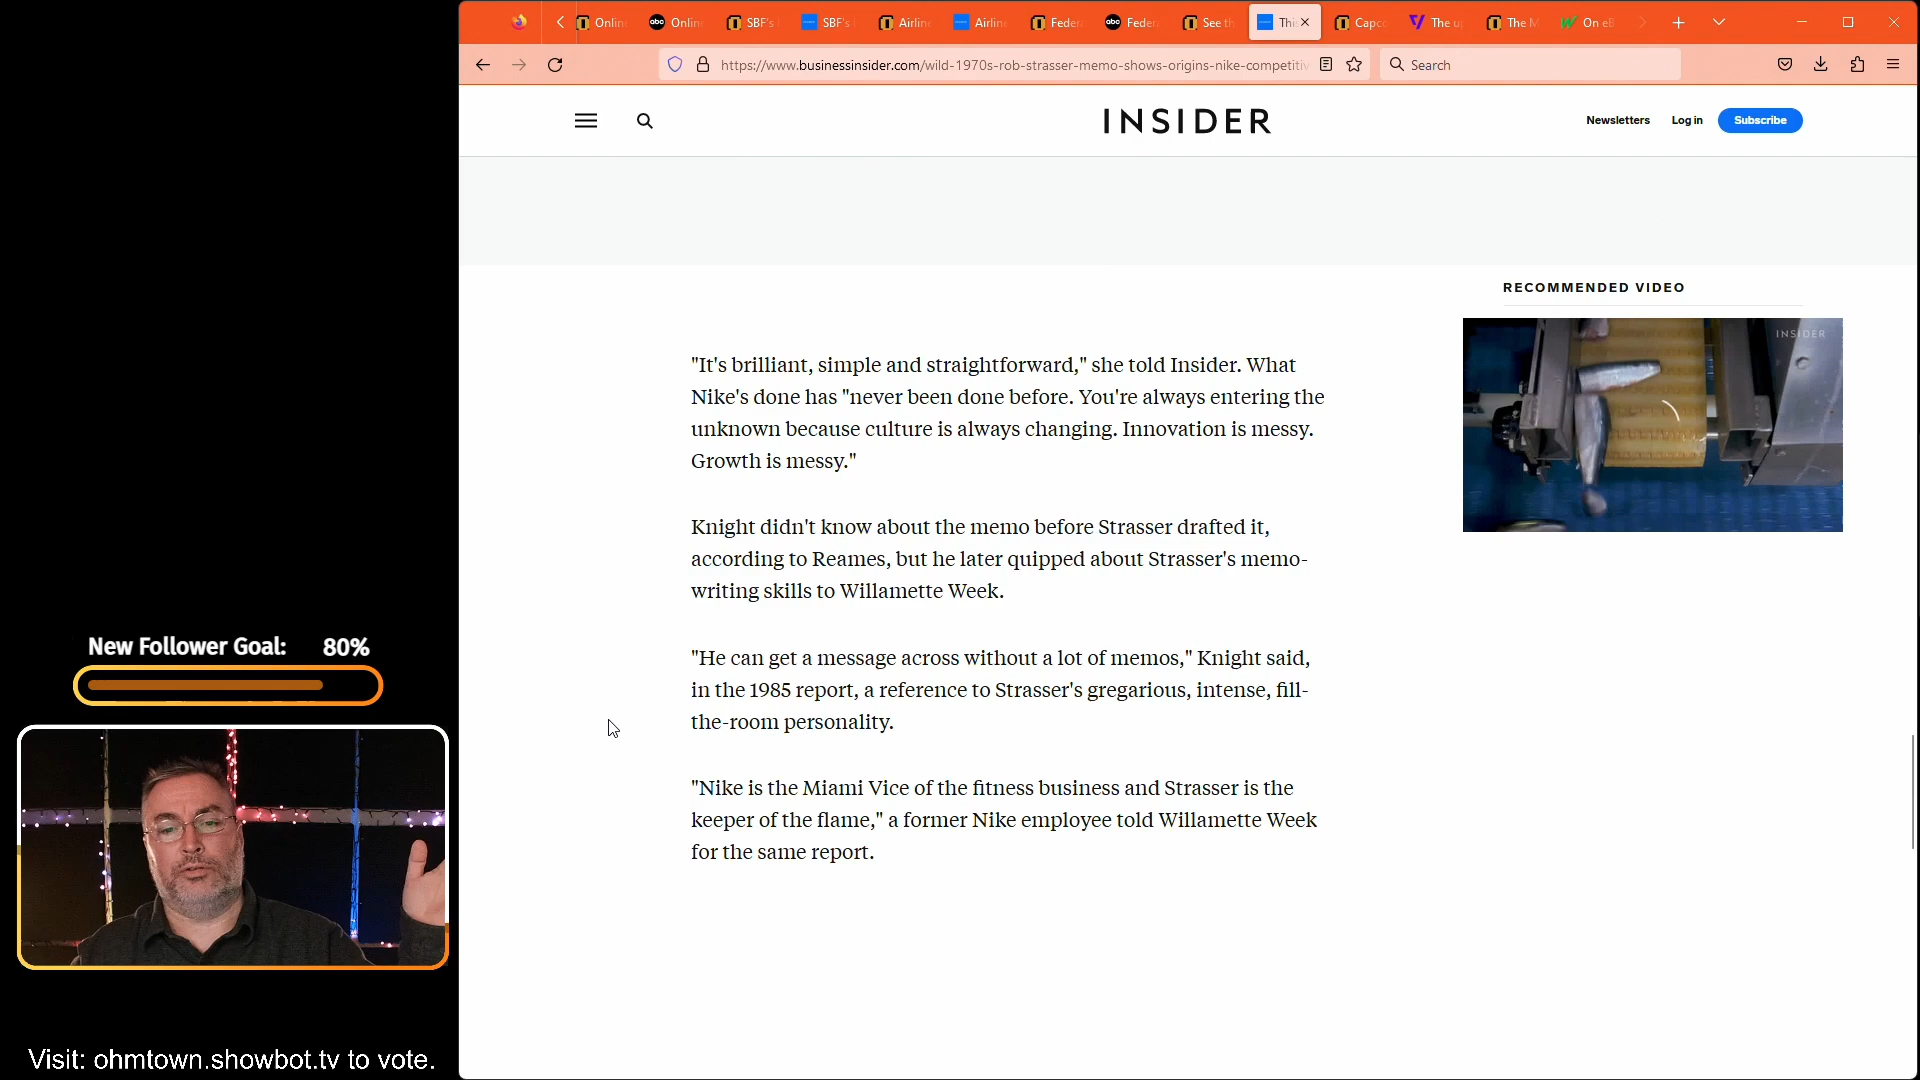 Onlin
abc
Onlin
SBF's
SBF's
Airlin
Airlin
Feder
abc
Feder
See th
Thi
Capc
The u
The M
On eB
https://www.businessinsider.com/wild-1970s-rob-strasser-memo-shows-origins-nike-competitiv
Search
INSIDER
Newsletters
Log in
Subscribe
RECOMMENDED VIDEO
INSIDER
"It's brilliant, simple and straightforward," she told Insider. What
Nike's done has "never been done before. You're always entering the
unknown because culture is always changing. Innovation is messy.
Growth is messy."
Knight didn't know about the memo before Strasser drafted it,
according to Reames, but he later quipped about Strasser's memo-
writing skills to Willamette Week.
"He can get a message across without a lot of memos," Knight said,
in the 1985 report, a reference to Strasser's gregarious, intense, fill-
the-room personality.
"Nike is the Miami Vice of the fitness business and Strasser is the
keeper of the flame," a former Nike employee told Willamette Week
for the same report.
New Follower Goal: 80%
Visit: ohmtown.showbot.tv to vote.